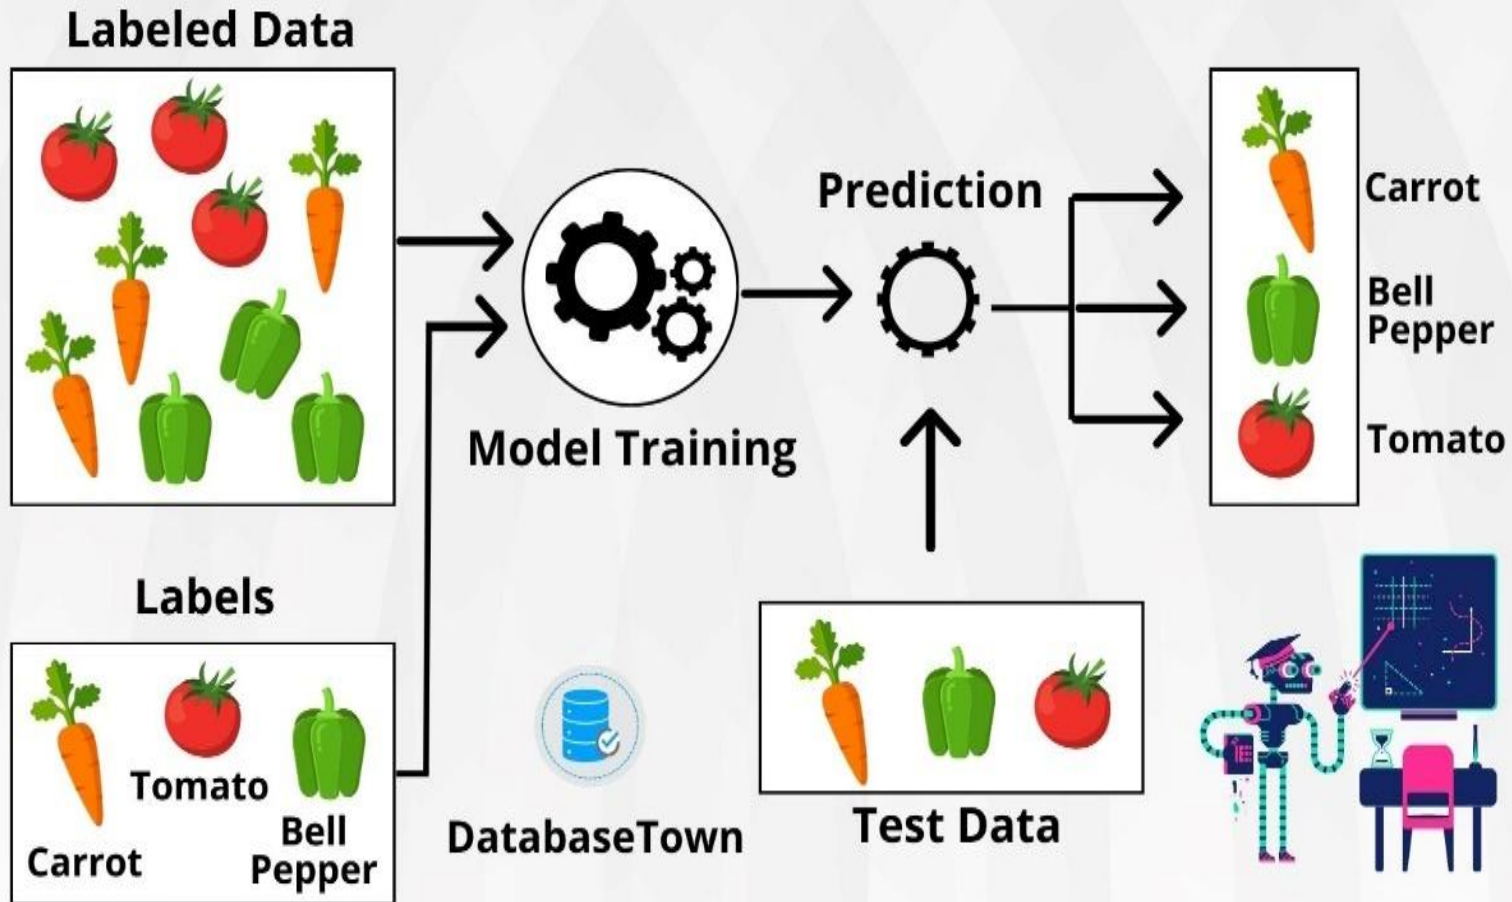 Labeled Data
Prediction
Carrot
Bell
Pepper
Tomato
Model Training
Labels
Tomato
Bell
Pepper
Carrot
DatabaseTown
Test Data